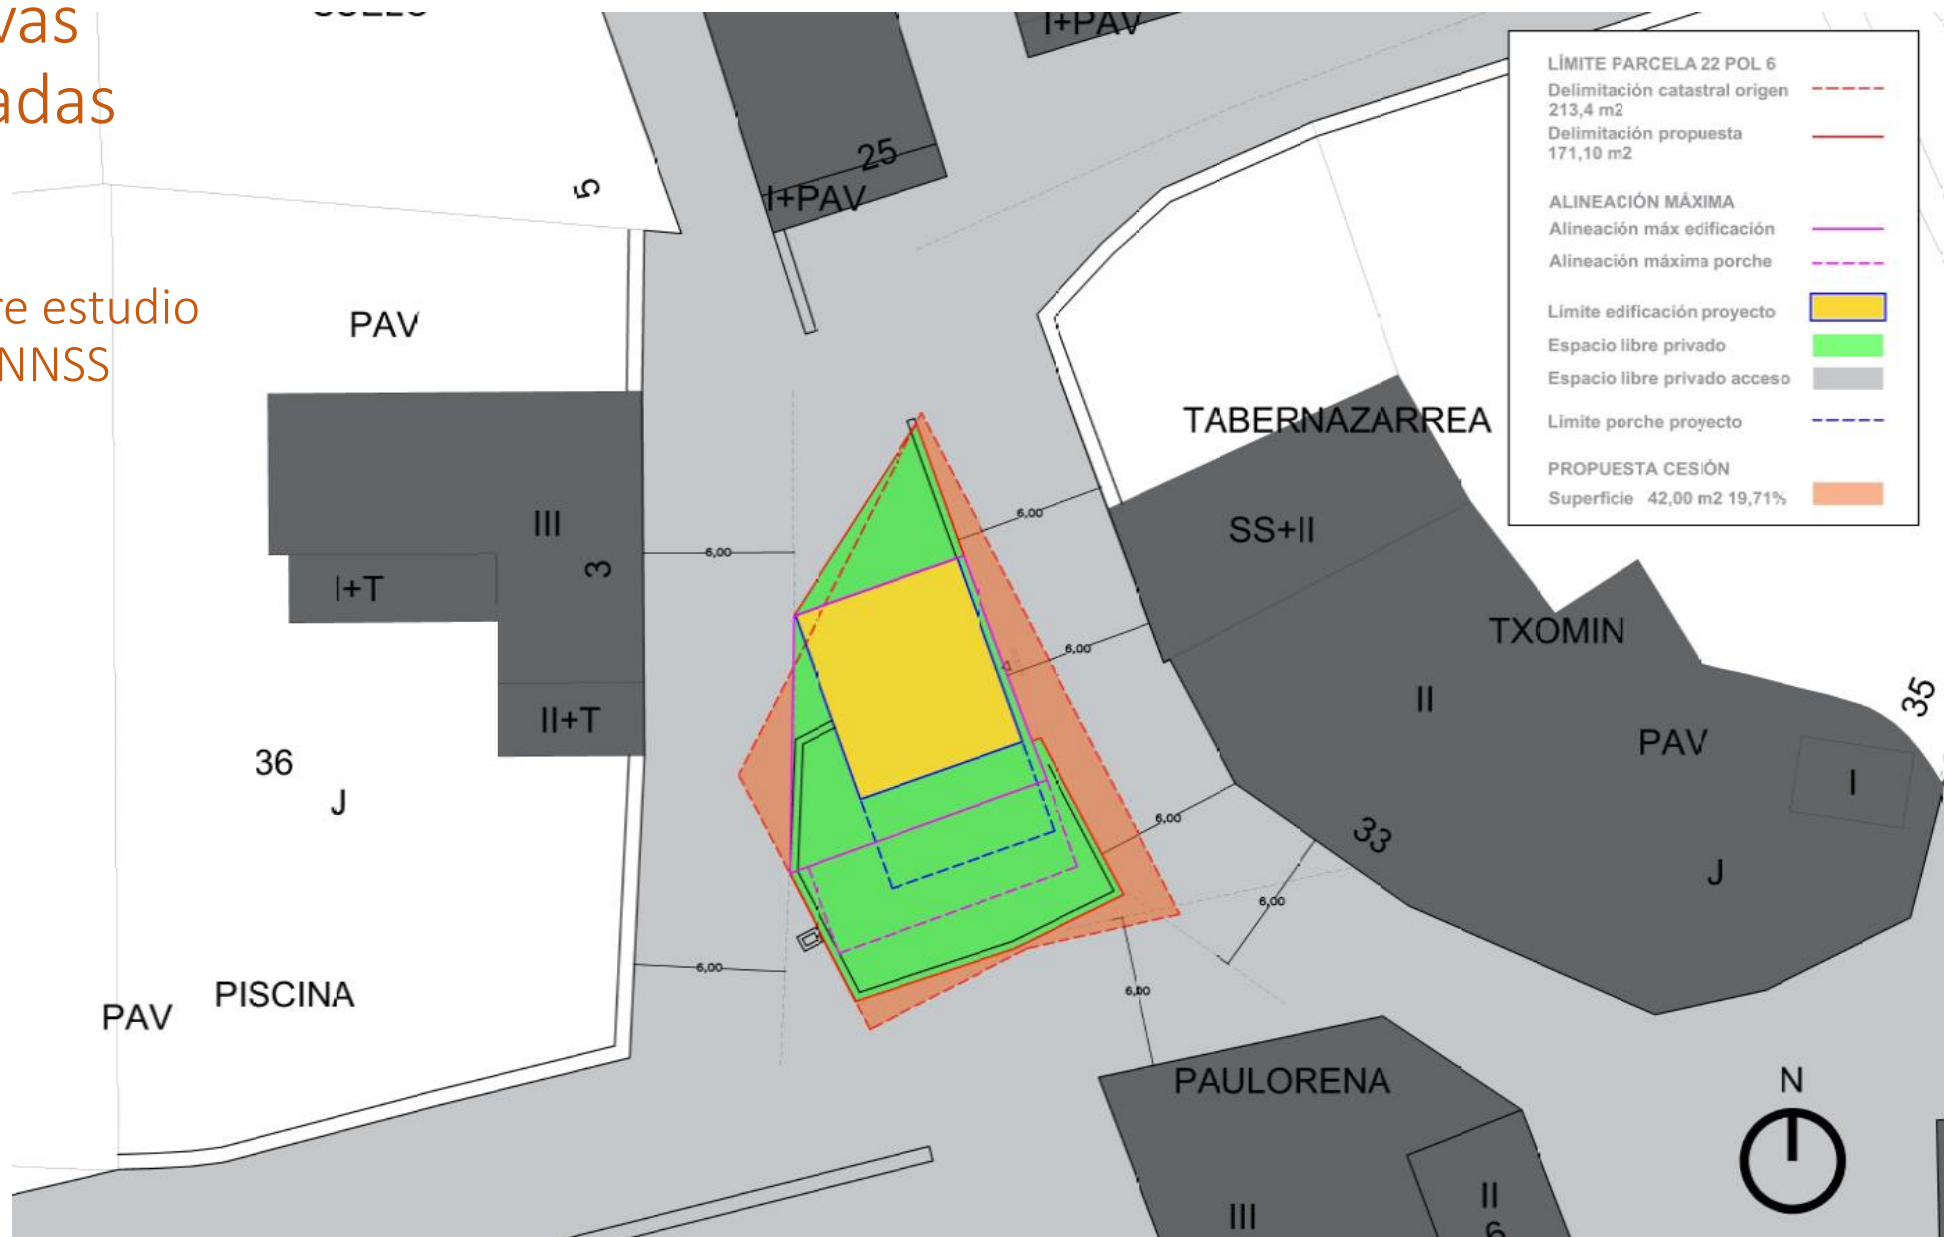 vas
adas
re estudio
NNSS
I+PAV
25
I+PAV
5
PAV
III
3
I+T
II+T
36
J
PISCINA
PAV
6,00
6,00
6,00
6,00
6,00
6,00
6,00
TABERNAZARREA
SS+II
TXOMIN
II
PAV
I
35
33
J
PAULORENA
III
II
6
N
LÍMITE PARCELA 22 POL 6
Delimitación catastral origen
213,4 m2
Delimitación propuesta
171,10 m2
ALINEACIÓN MÁXIMA
Alineación máx edificación
Alineación máxima porche
Límite edificación proyecto
Espacio libre privado
Espacio libre privado acceso
Límite porche proyecto
PROPUESTA CESIÓN
Superficie 42,00 m2 19,71%